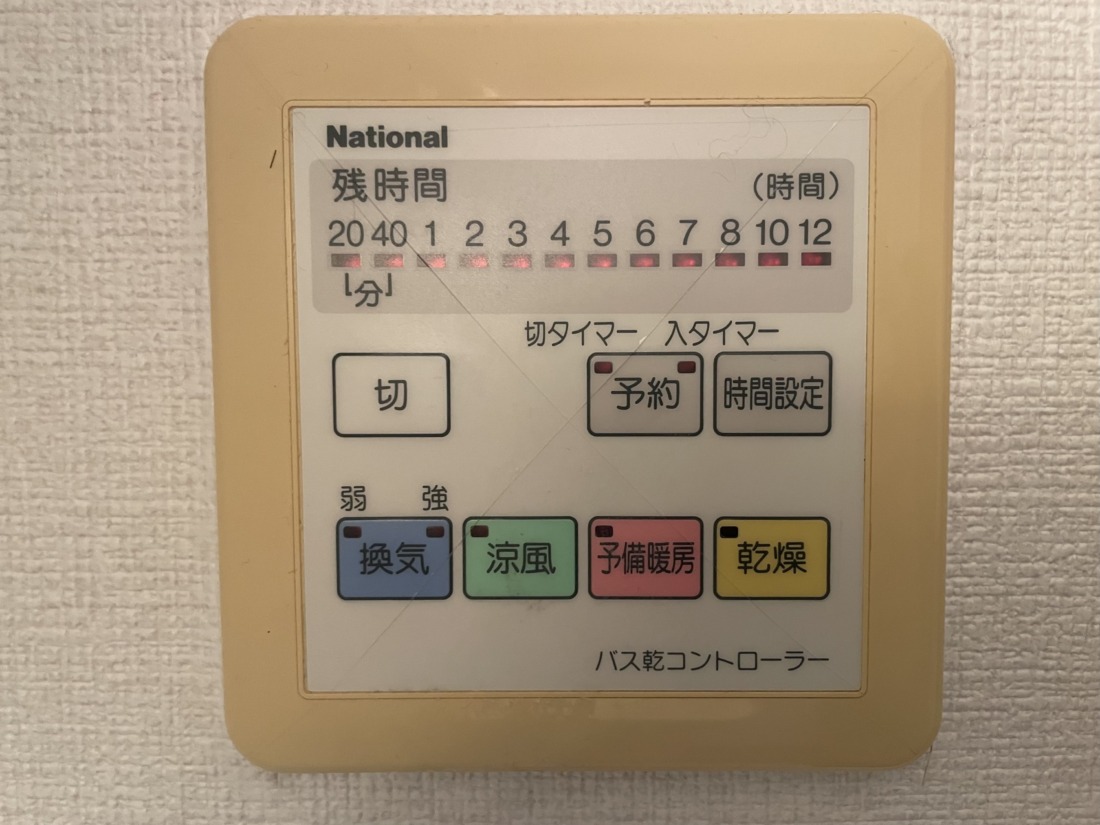 National
残時間 (時間)
20 40 1 2 3 4 5 6 7 8 10 12
分
切タイマー 入タイマー
切 予約 時間設定
弱 強
換気 涼風 予備暖房 乾燥
バス乾コントローラー